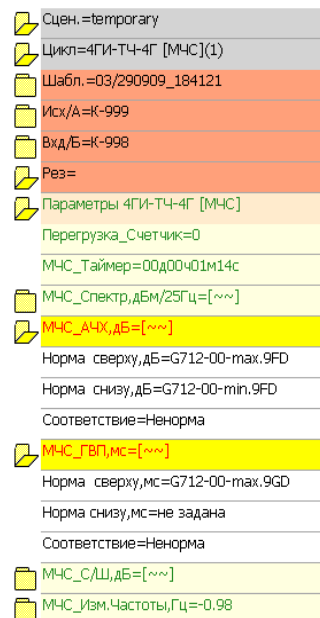 Сцен.=temporary
Цикл=4ГИ-ТЧ-4Г [МЧС](1)
Шабл.=03/290909_184121
Исх/А=К-999
Вхд/Б=К-998
Рез=
Параметры 4ГИ-ТЧ-4Г [МЧС]
Перегрузка_Счетчик=0
МЧС_Таймер=00д00ч01м14с
МЧС_Спектр,дБм/25Гц=[~~]
МЧС_АЧХ,дБ=[~~]
Норма сверху,дБ=G712-00-max.9FD
Норма снизу,дБ=G712-00-min.9FD
Соответствие=Ненорма
МЧС_ГВП,мс=[~~]
Норма сверху,мс=G712-00-max.9GD
Норма снизу,мс=не задана
Соответствие=Ненорма
МЧС_С/Ш,дБ=[~~]
МЧС_Изм.Частоты,Гц=-0.98